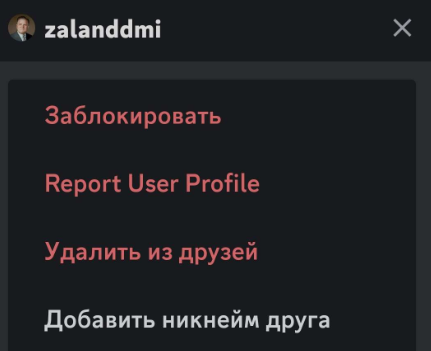 zalanddmi
Заблокировать
Report User Profile
Удалить из друзей
Добавить никнейм друга